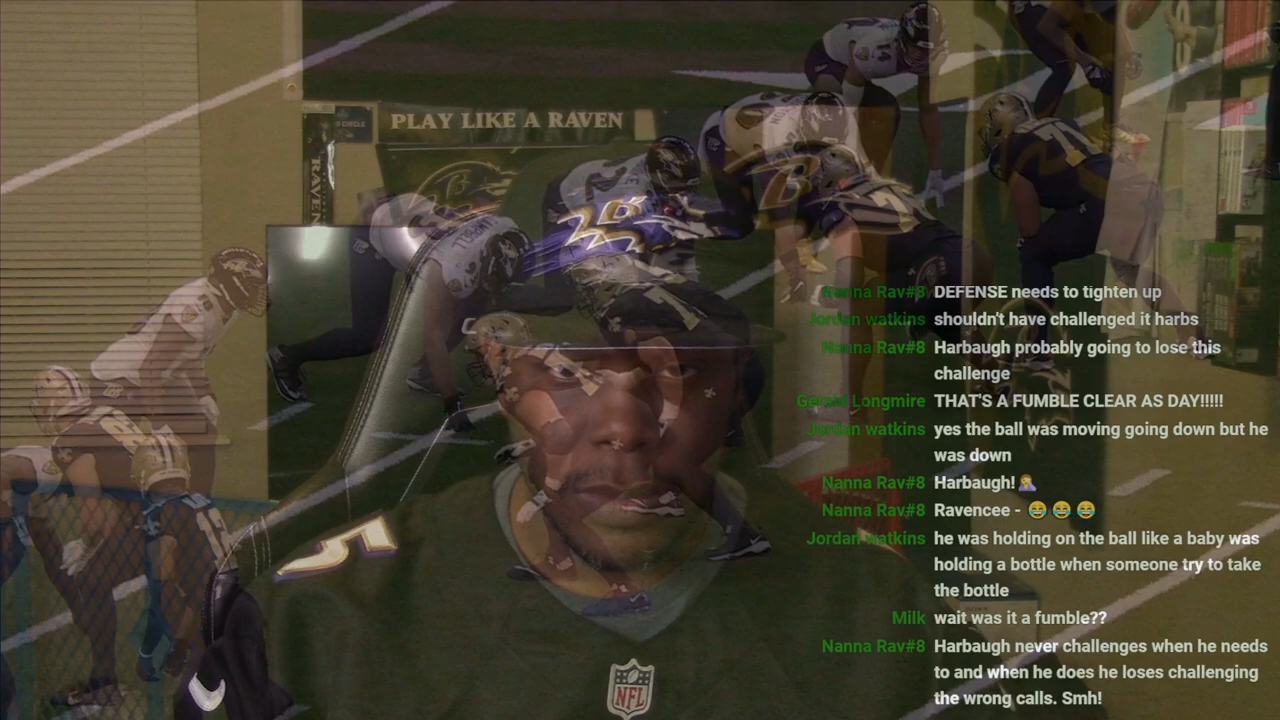 PLAY LIKE A RAVEN
RAVEN
B
5
NFL
Nanna Rav#8 DEFENSE needs to tighten up
Jordan watkins shouldn't have challenged it harbs
Nanna Rav#8 Harbaugh probably going to lose this
challenge
Gerald Longmire THAT'S A FUMBLE CLEAR AS DAY!!!!!
Jordan watkins yes the ball was moving going down but he
was down
Nanna Rav#8 Harbaugh!🤦
Nanna Rav#8 Ravencee - 😂 😂 😂
Jordan watkins he was holding on the ball like a baby was
holding a bottle when someone try to take
the bottle
Milk wait was it a fumble??
Nanna Rav#8 Harbaugh never challenges when he needs
to and when he does he loses challenging
the wrong calls. Smh!